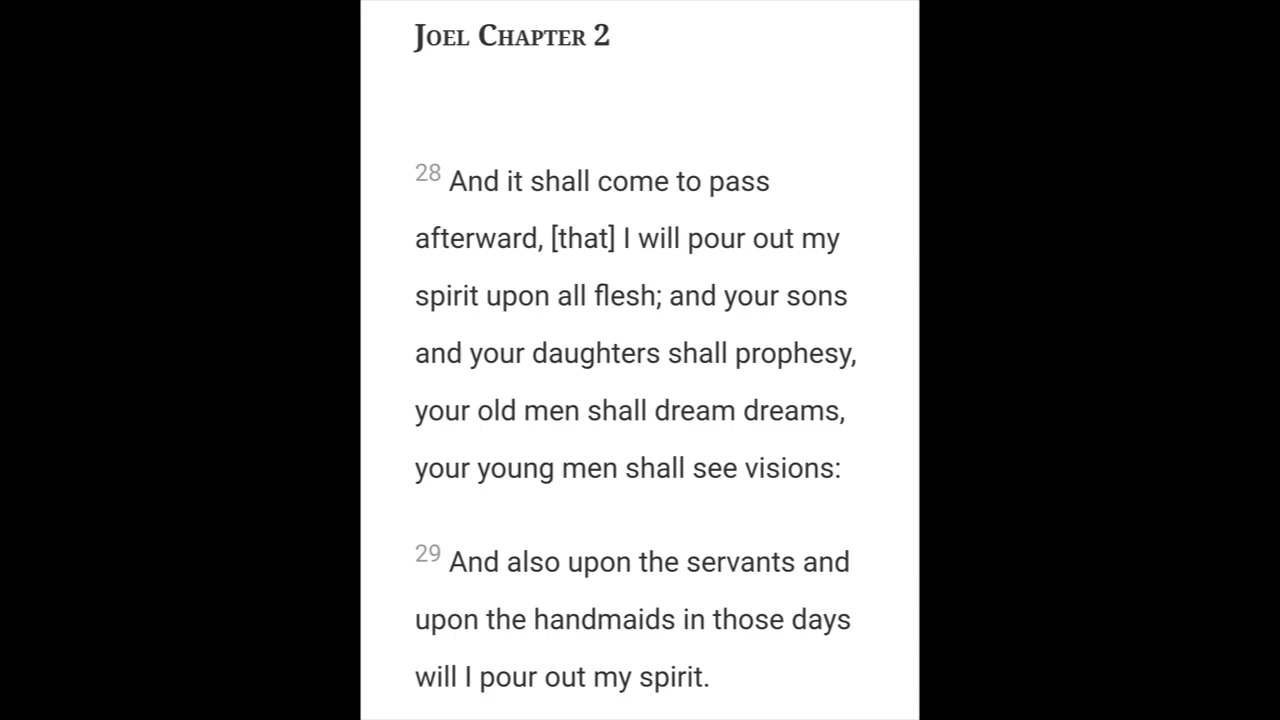 Joel Chapter 2
28 And it shall come to pass
afterward, [that] I will pour out my
spirit upon all flesh; and your sons
and your daughters shall prophesy,
your old men shall dream dreams,
your young men shall see visions:
29 And also upon the servants and
upon the handmaids in those days
will I pour out my spirit.